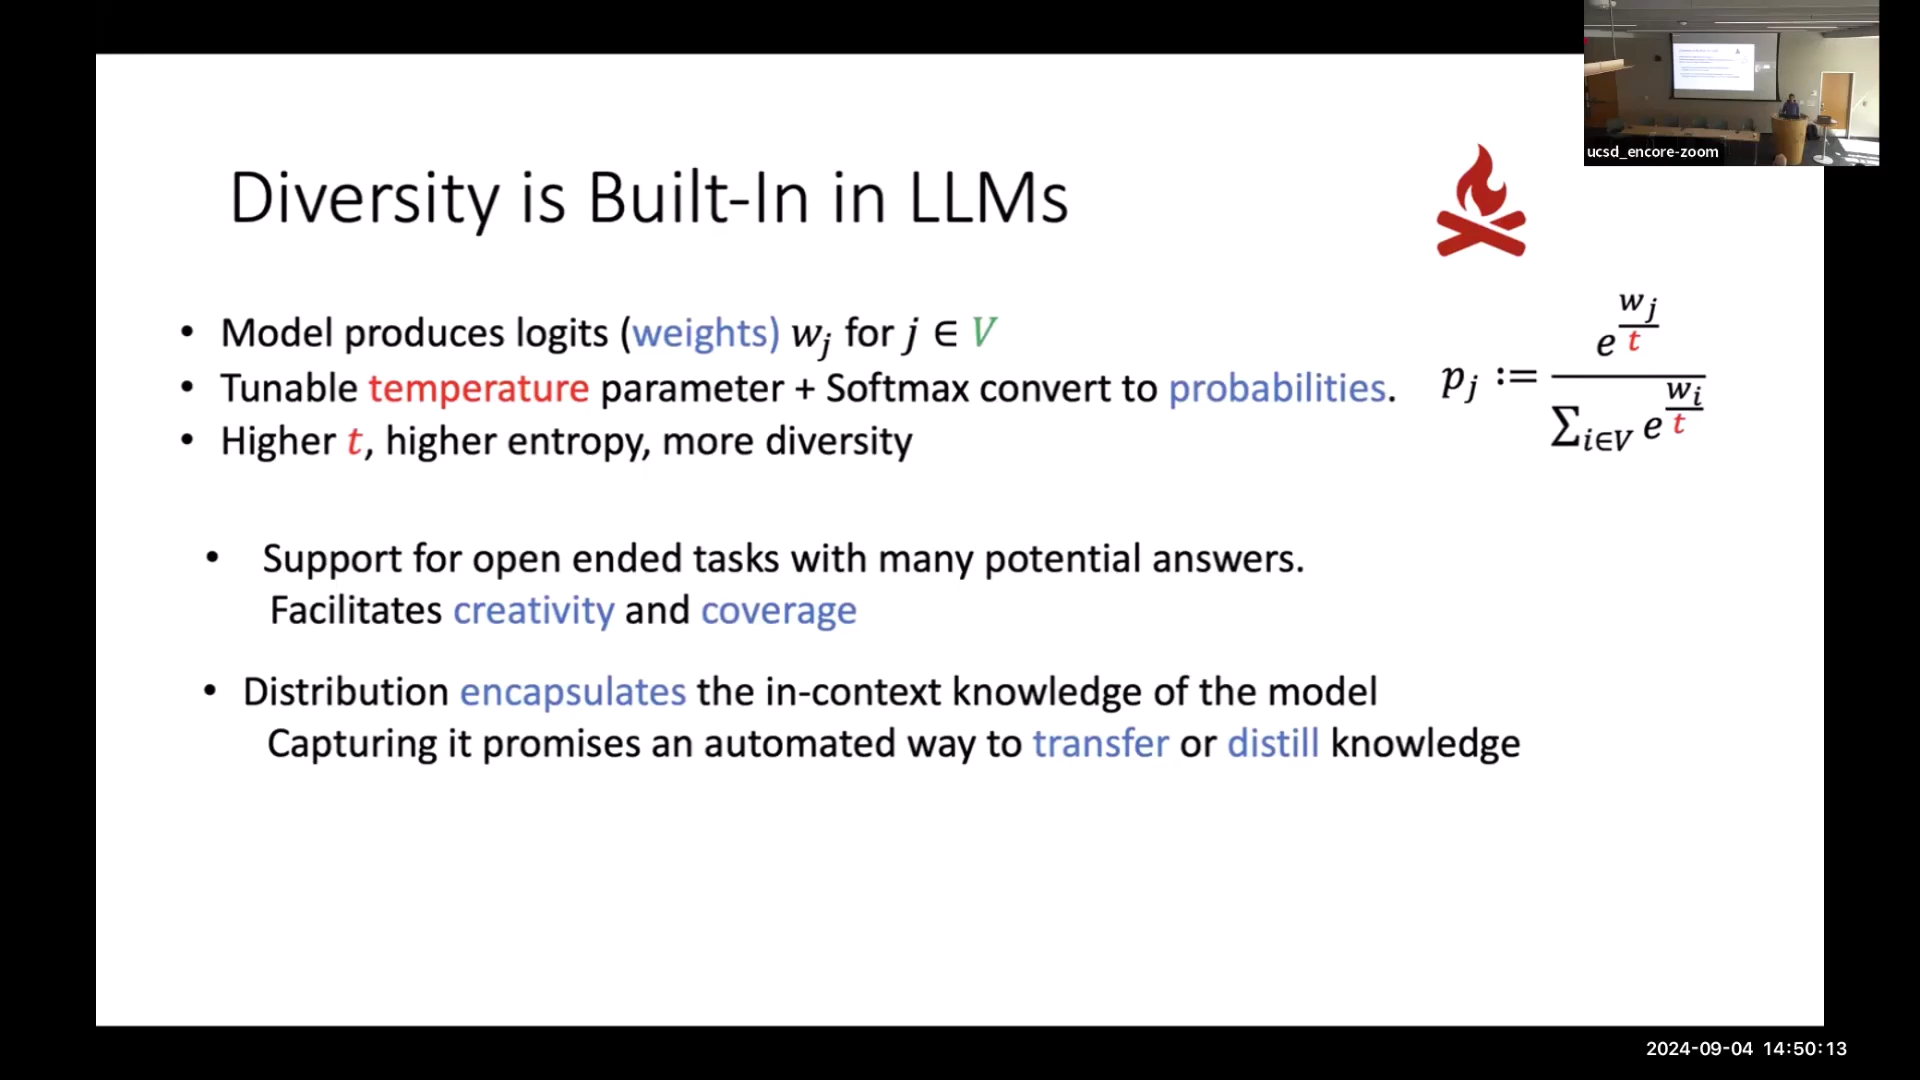 ucsd_encore-zoom
Diversity is Built-In in LLMs
• Model produces logits (weights) w_j for j ∈ V
• Tunable temperature parameter + Softmax convert to probabilities.
• Higher t, higher entropy, more diversity
p_j := e^{w_j/t} / ∑_{i∈V} e^{w_i/t}
• Support for open ended tasks with many potential answers.
Facilitates creativity and coverage
• Distribution encapsulates the in-context knowledge of the model
Capturing it promises an automated way to transfer or distill knowledge
2024-09-04 14:50:13